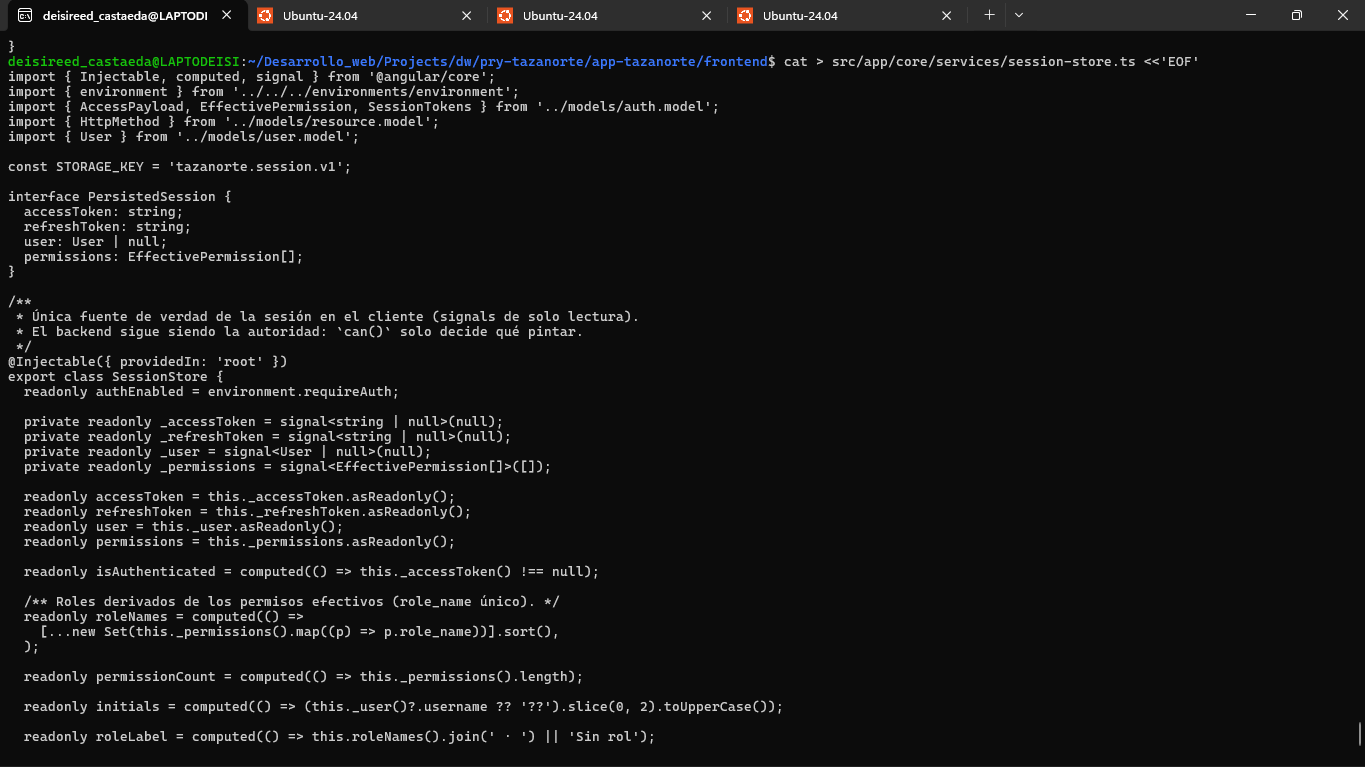 deisireed_castaeda@LAPTODI
Ubuntu-24.04
Ubuntu-24.04
Ubuntu-24.04
}
deisireed_castaeda@LAPTODEISI:~/Desarrollo_web/Projects/dw/pry-tazanorte/app-tazanorte/frontend$ cat > src/app/core/services/session-store.ts <<'EOF'
import { Injectable, computed, signal } from '@angular/core';
import { environment } from '../../../environments/environment';
import { AccessPayload, EffectivePermission, SessionTokens } from '../models/auth.model';
import { HttpMethod } from '../models/resource.model';
import { User } from '../models/user.model';

const STORAGE_KEY = 'tazanorte.session.v1';

interface PersistedSession {
  accessToken: string;
  refreshToken: string;
  user: User | null;
  permissions: EffectivePermission[];
}

/**
 * Única fuente de verdad de la sesión en el cliente (signals de solo lectura).
 * El backend sigue siendo la autoridad: `can()` solo decide qué pintar.
 */
@Injectable({ providedIn: 'root' })
export class SessionStore {
  readonly authEnabled = environment.requireAuth;

  private readonly _accessToken = signal<string | null>(null);
  private readonly _refreshToken = signal<string | null>(null);
  private readonly _user = signal<User | null>(null);
  private readonly _permissions = signal<EffectivePermission[]>([]);

  readonly accessToken = this._accessToken.asReadonly();
  readonly refreshToken = this._refreshToken.asReadonly();
  readonly user = this._user.asReadonly();
  readonly permissions = this._permissions.asReadonly();

  readonly isAuthenticated = computed(() => this._accessToken() !== null);

  /** Roles derivados de los permisos efectivos (role_name único). */
  readonly roleNames = computed(() =>
    [...new Set(this._permissions().map((p) => p.role_name))].sort(),
  );

  readonly permissionCount = computed(() => this._permissions().length);

  readonly initials = computed(() => (this._user()?.username ?? '??').slice(0, 2).toUpperCase());

  readonly roleLabel = computed(() => this.roleNames().join(' · ') || 'Sin rol');